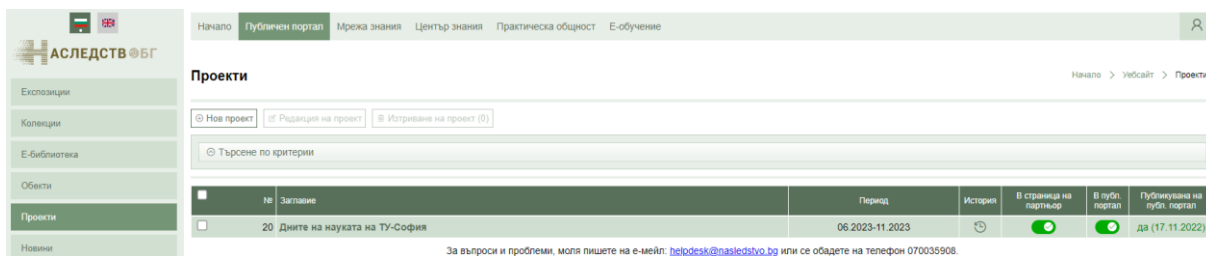 Начало Публичен портал Мрежа знания Център знания Практическа общност Е-обучение
НАСЛЕДСТВ@БГ
Проекти
Начало > Уебсайт > Проекти
Експозиции
Колекции
Е-библиотека
Обекти
Проекти
Новини
Нов проект Редакция на проект Изтриване на проект (0)
Търсене по критерии
№ Заглавие Период История В страница на партньор В публ. портал Публикувана на публ. портал
20 Дните на науката на ТУ-София 06.2023-11.2023 да (17.11.2022)
За въпроси и проблеми, моля пишете на е-мейл: helpdesk@nasledstvo.bg или се обадете на телефон 070035908.